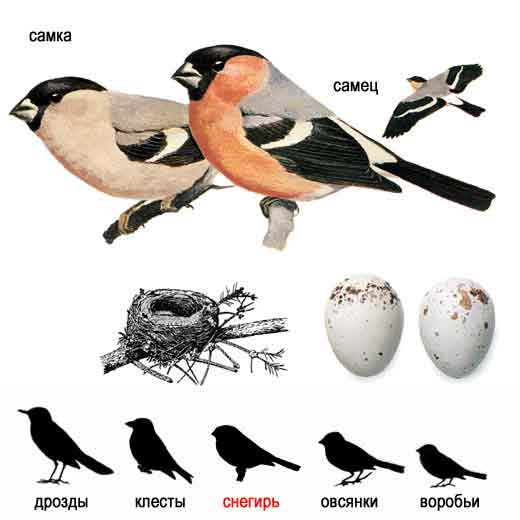 самка
самец
дрозды клесты снегирь овсянки воробьи